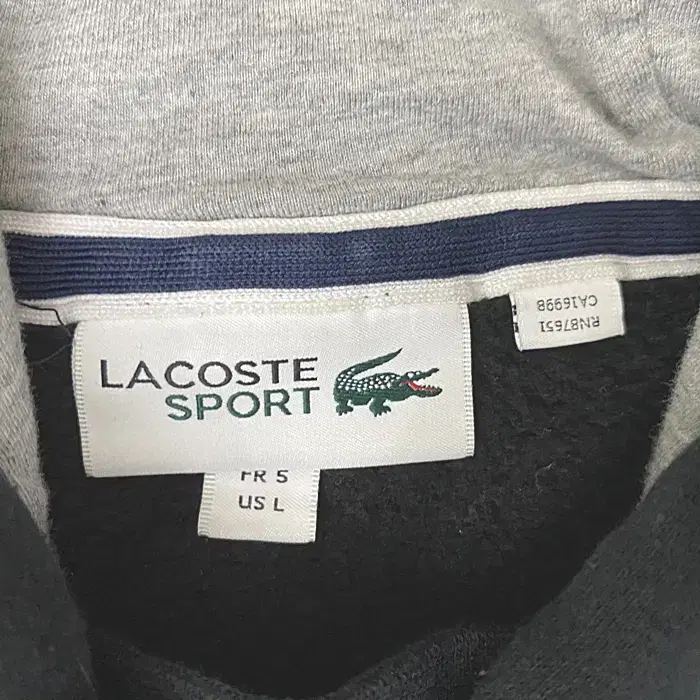 LACOSTE
SPORT
FR 5
US L
RN87651
CA16998